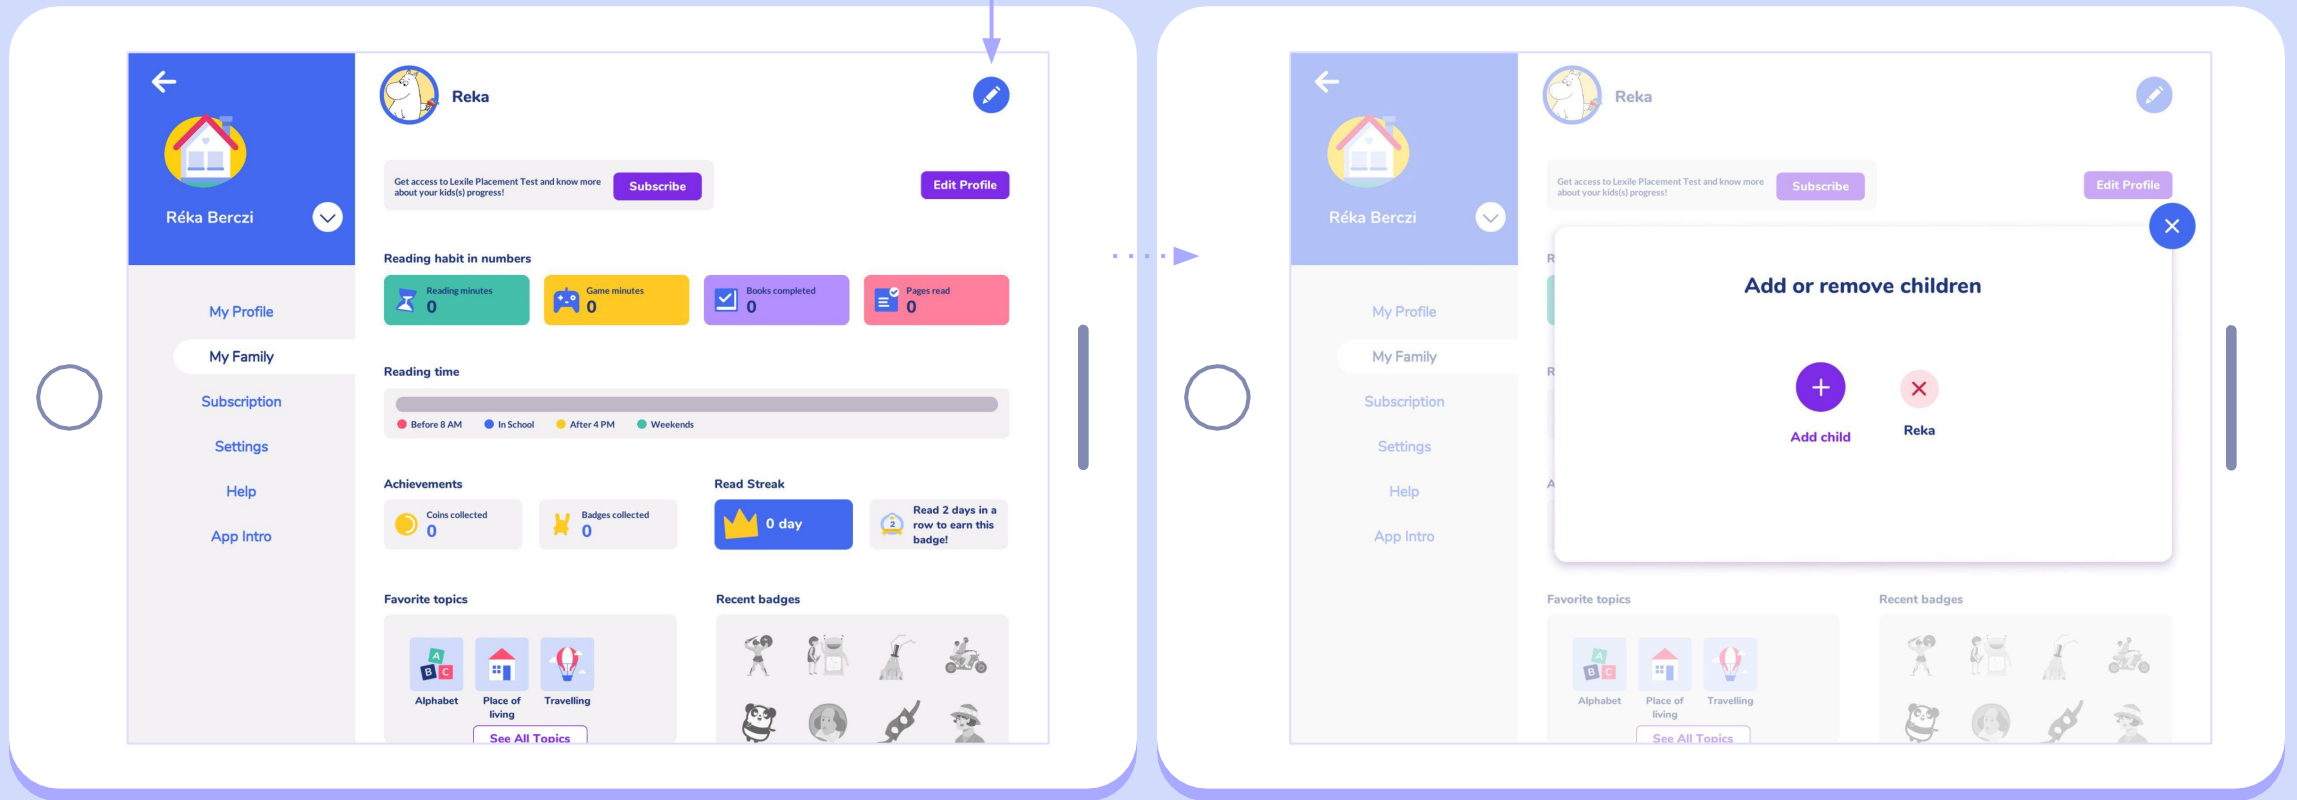 Reka
Réka Berczi
My Profile
My Family
Subscription
Settings
Help
App Intro
Get access to Lexile Placement Test and know more
about your kids(s) progress!
Subscribe
Edit Profile
Reading habit in numbers
Reading minutes
0
Game minutes
0
Books completed
0
Pages read
0
Reading time
Before 8 AM
In School
After 4 PM
Weekends
Achievements
Coins collected
0
Badges collected
0
Read Streak
0 day
2
Read 2 days in a
row to earn this
badge!
Favorite topics
A
B
C
Alphabet
Place of
living
Travelling
See All Topics
Recent badges
Reka
Réka Berczi
My Profile
My Family
Subscription
Settings
Help
App Intro
Get access to Lexile Placement Test and know more
about your kids(s) progress!
Subscribe
Edit Profile
R
R
A
Add or remove children
Add child
Reka
Favorite topics
A
B
C
Alphabet
Place of
living
Travelling
See All Topics
Recent badges